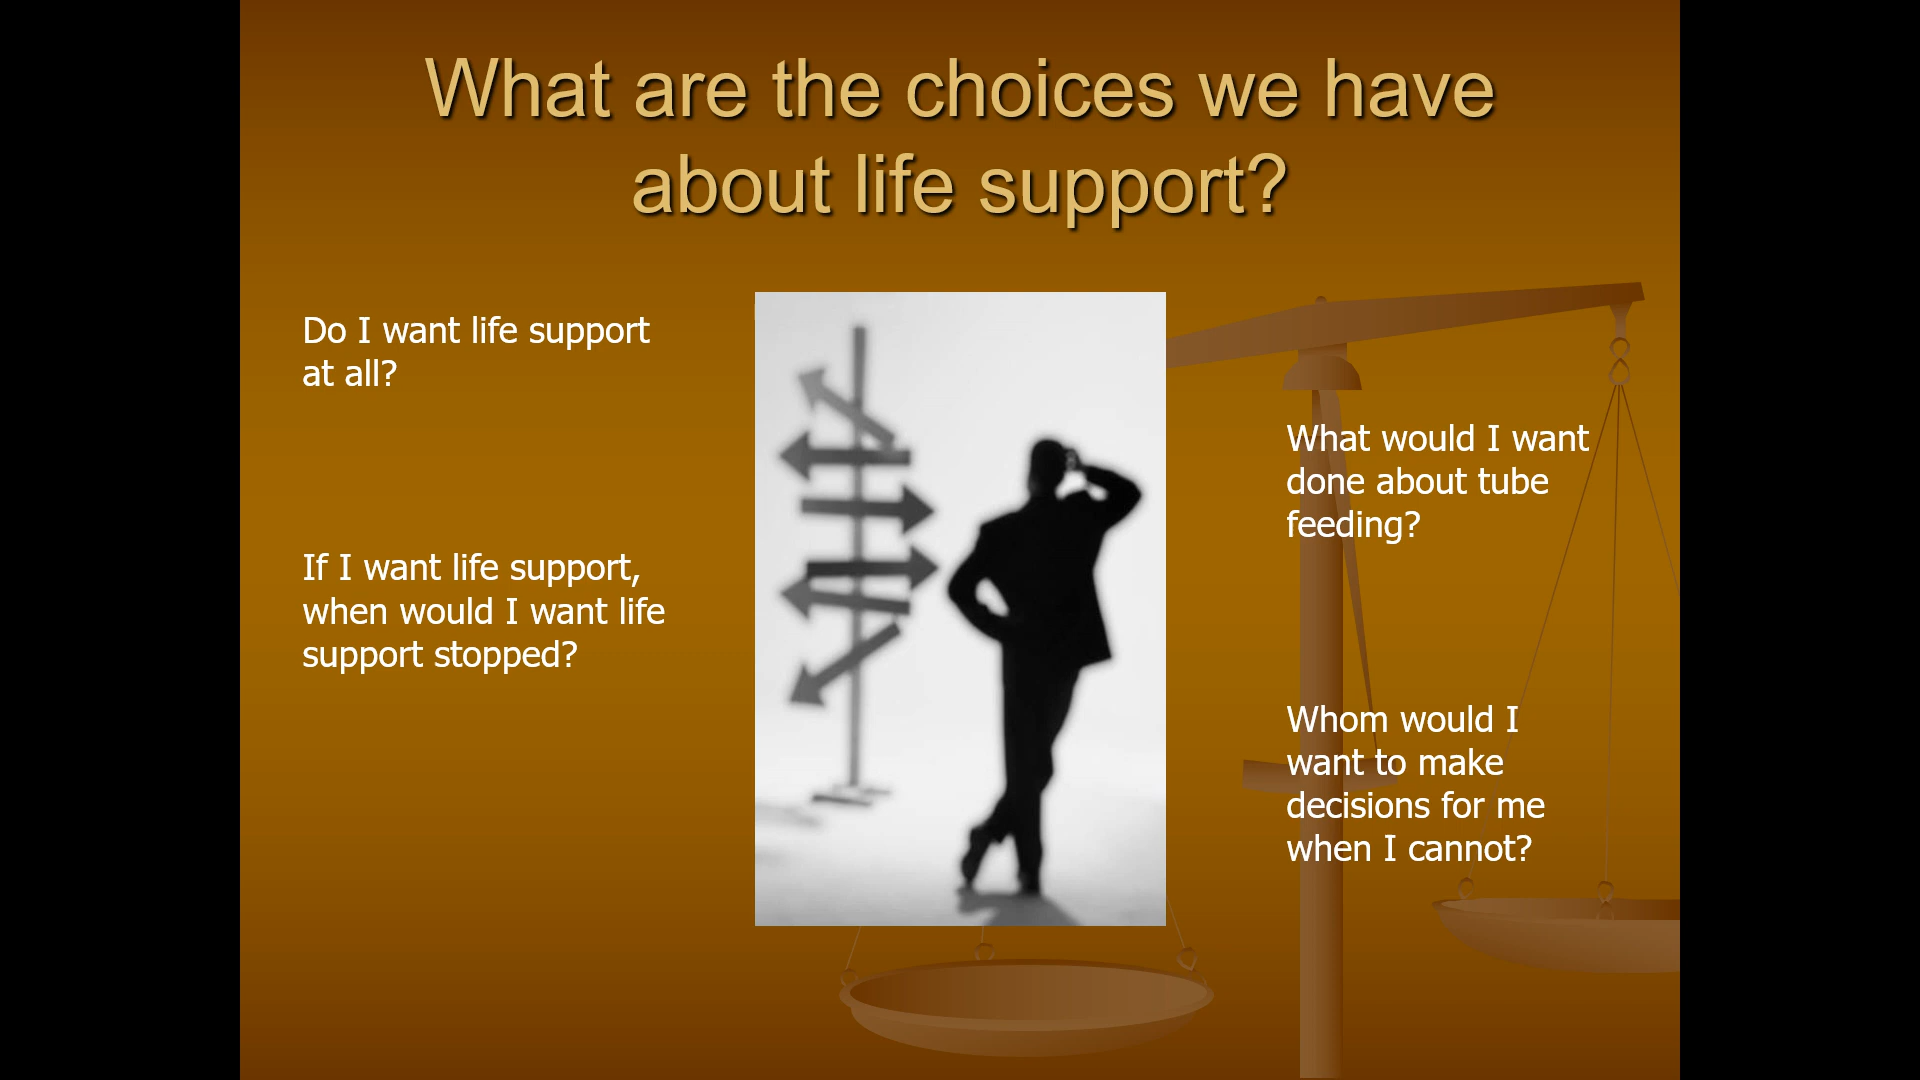 What are the choices we have
about life support?
Do I want life support
at all?
If I want life support,
when would I want life
support stopped?
What would I want
done about tube
feeding?
Whom would I
want to make
decisions for me
when I cannot?